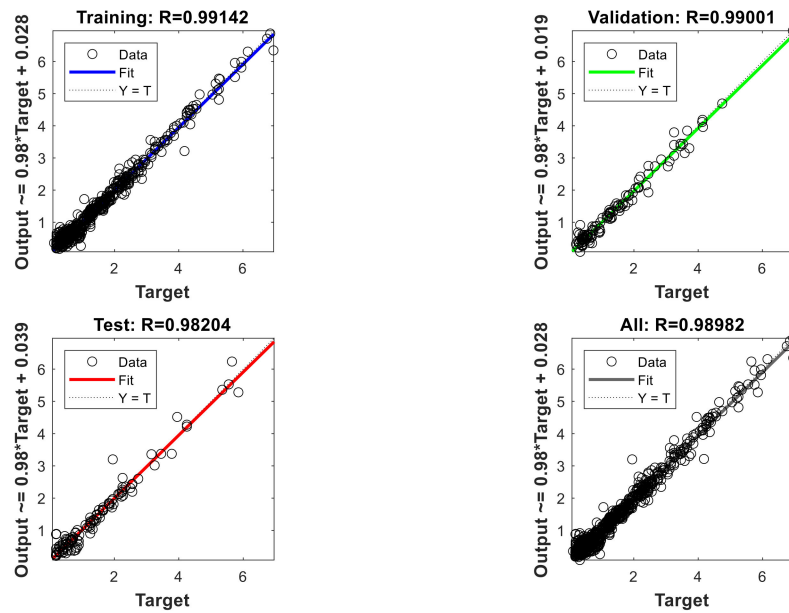 Training: R=0.99142
Output ~= 0.98*Target + 0.028
6
5
4
3
2
1
Data
Fit
Y = T
2 4 6
Target
Validation: R=0.99001
Output ~= 0.98*Target + 0.019
6
5
4
3
2
1
Data
Fit
Y = T
2 4 6
Target
Test: R=0.98204
Output ~= 0.98*Target + 0.039
6
5
4
3
2
1
Data
Fit
Y = T
2 4 6
Target
All: R=0.98982
Output ~= 0.98*Target + 0.028
6
5
4
3
2
1
Data
Fit
Y = T
2 4 6
Target